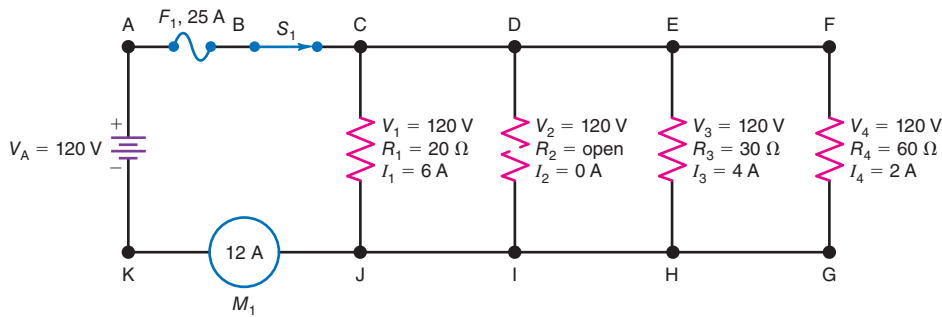 A
F₁, 25 A
B
S₁
C
D
E
F
+
V_A = 120 V
−
V₁ = 120 V
R₁ = 20 Ω
I₁ = 6 A
V₂ = 120 V
R₂ = open
I₂ = 0 A
V₃ = 120 V
R₃ = 30 Ω
I₃ = 4 A
V₄ = 120 V
R₄ = 60 Ω
I₄ = 2 A
12 A
K
J
I
H
G
M₁